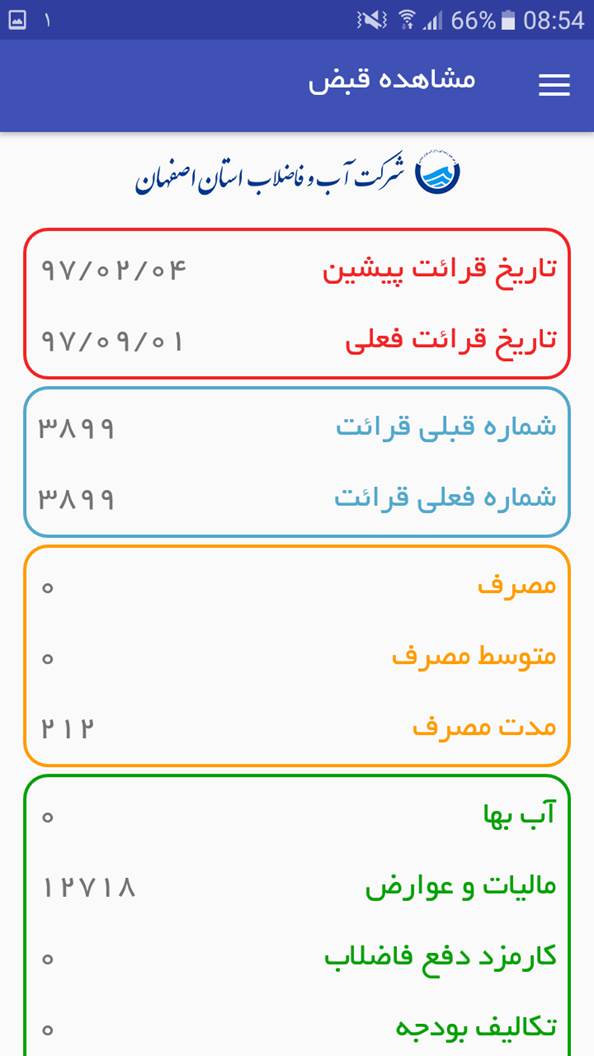 ۱ 66% 08:54
مشاهده قبض
شرکت آب و فاضلاب استان اصفهان
تاریخ قرائت پیشین ۹۷/۰۲/۰۴
تاریخ قرائت فعلی ۹۷/۰۹/۰۱
شماره قبلی قرائت ۳۸۹۹
شماره فعلی قرائت ۳۸۹۹
مصرف ۰
متوسط مصرف ۰
مدت مصرف ۲۱۲
آب بها ۰
مالیات و عوارض ۱۲۷۱۸
کارمزد دفع فاضلاب ۰
تکالیف بودجه ۰